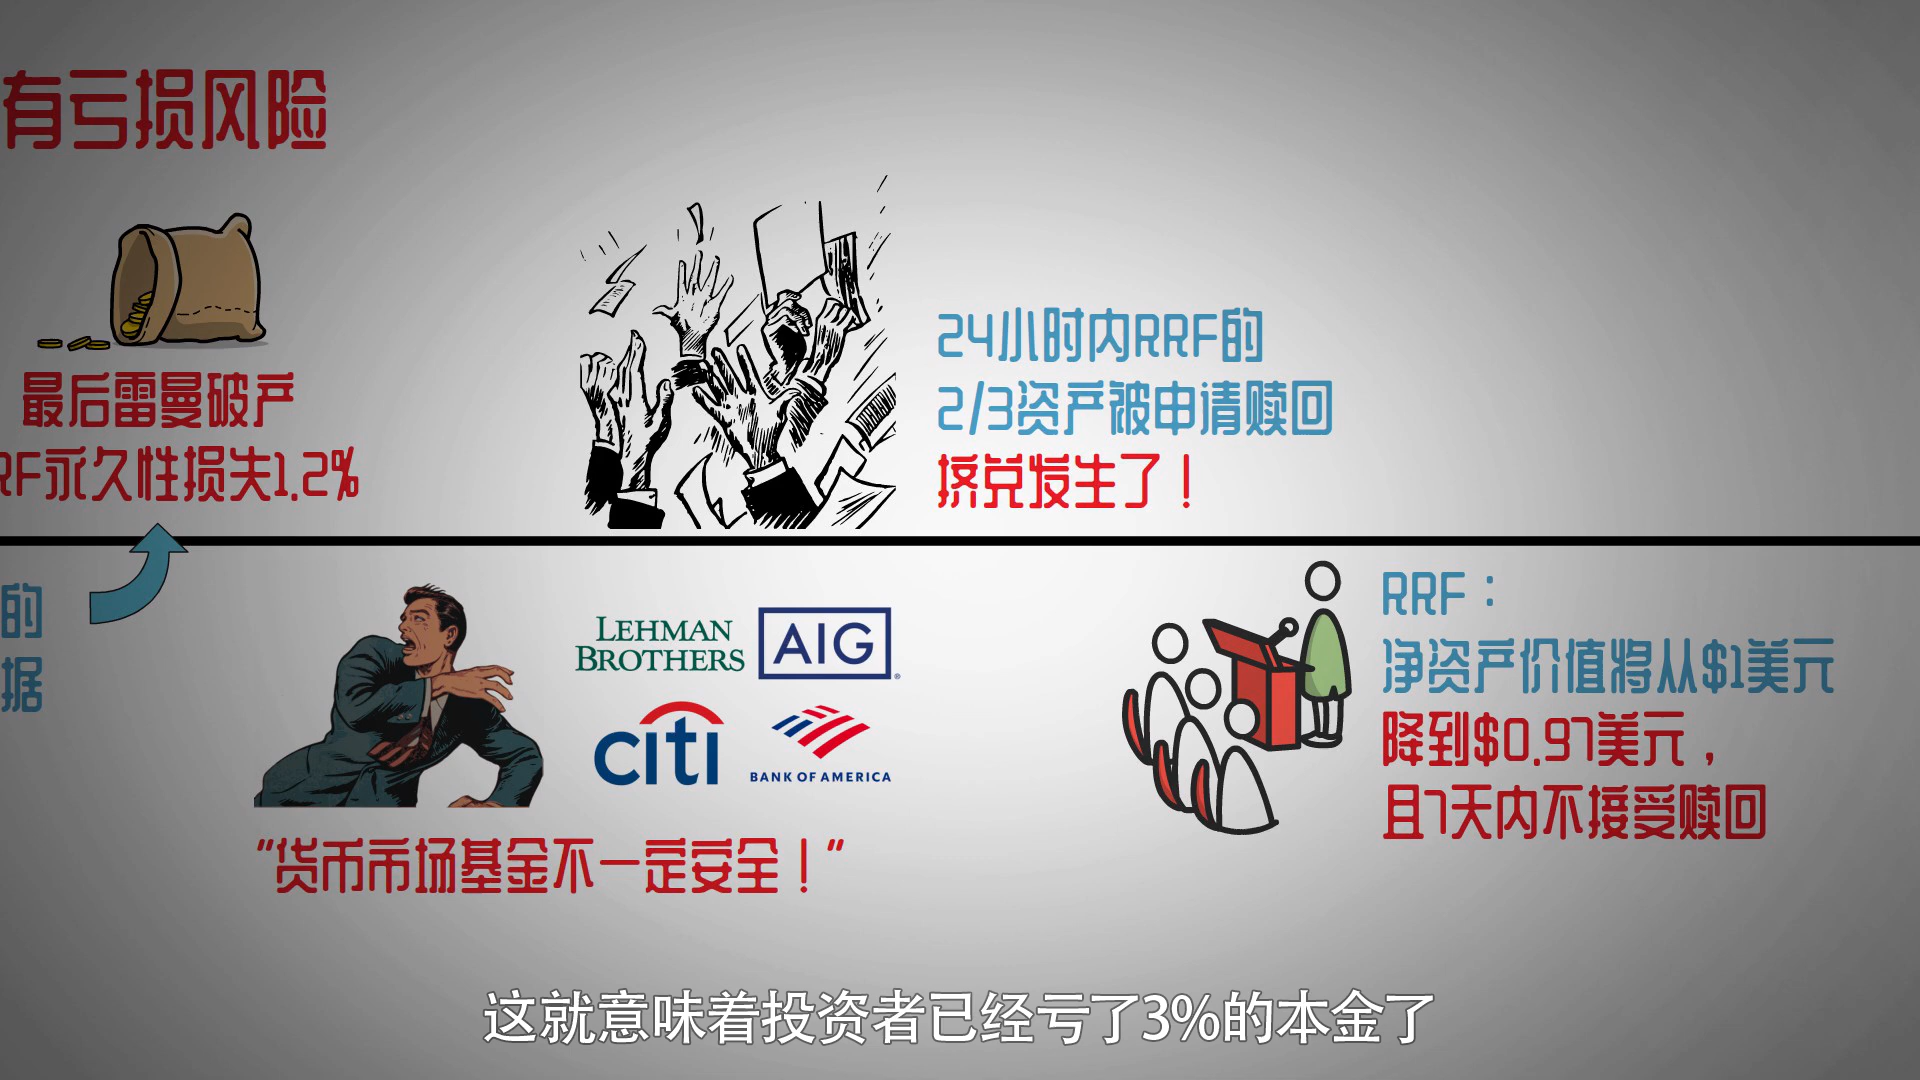 有亏损风险
最后雷曼破产
RF永久性损失1.2%
的
据
24小时内RRF的
2/3资产被申请赎回
挤兑发生了！
LEHMAN
BROTHERS
AIG
citi
BANK OF AMERICA
“货币市场基金不一定安全！”
RRF：
净资产价值将从$1美元
降到$0.97美元，
且7天内不接受赎回
这就意味着投资者已经亏了3%的本金了